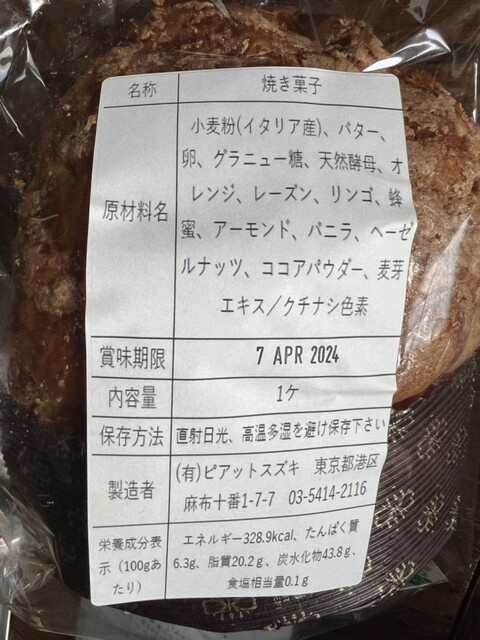 名称 焼き菓子
原材料名
小麦粉(イタリア産)、バター、
卵、グラニュー糖、天然酵母、オ
レンジ、レーズン、リンゴ、蜂
蜜、アーモンド、バニラ、ヘーゼ
ルナッツ、ココアパウダー、麦芽
エキス／クチナシ色素
賞味期限 7 APR 2024
内容量 1ケ
保存方法 直射日光、高温多湿を避け保存下さい
製造者
(有)ピアットスズキ 東京都港区
麻布十番1-7-7 03-5414-2116
栄養成分表
示（100gあ
たり）
エネルギー328.9kcal、たんぱく質
6.3g、脂質20.2g、炭水化物43.8g、
食塩相当量0.1g